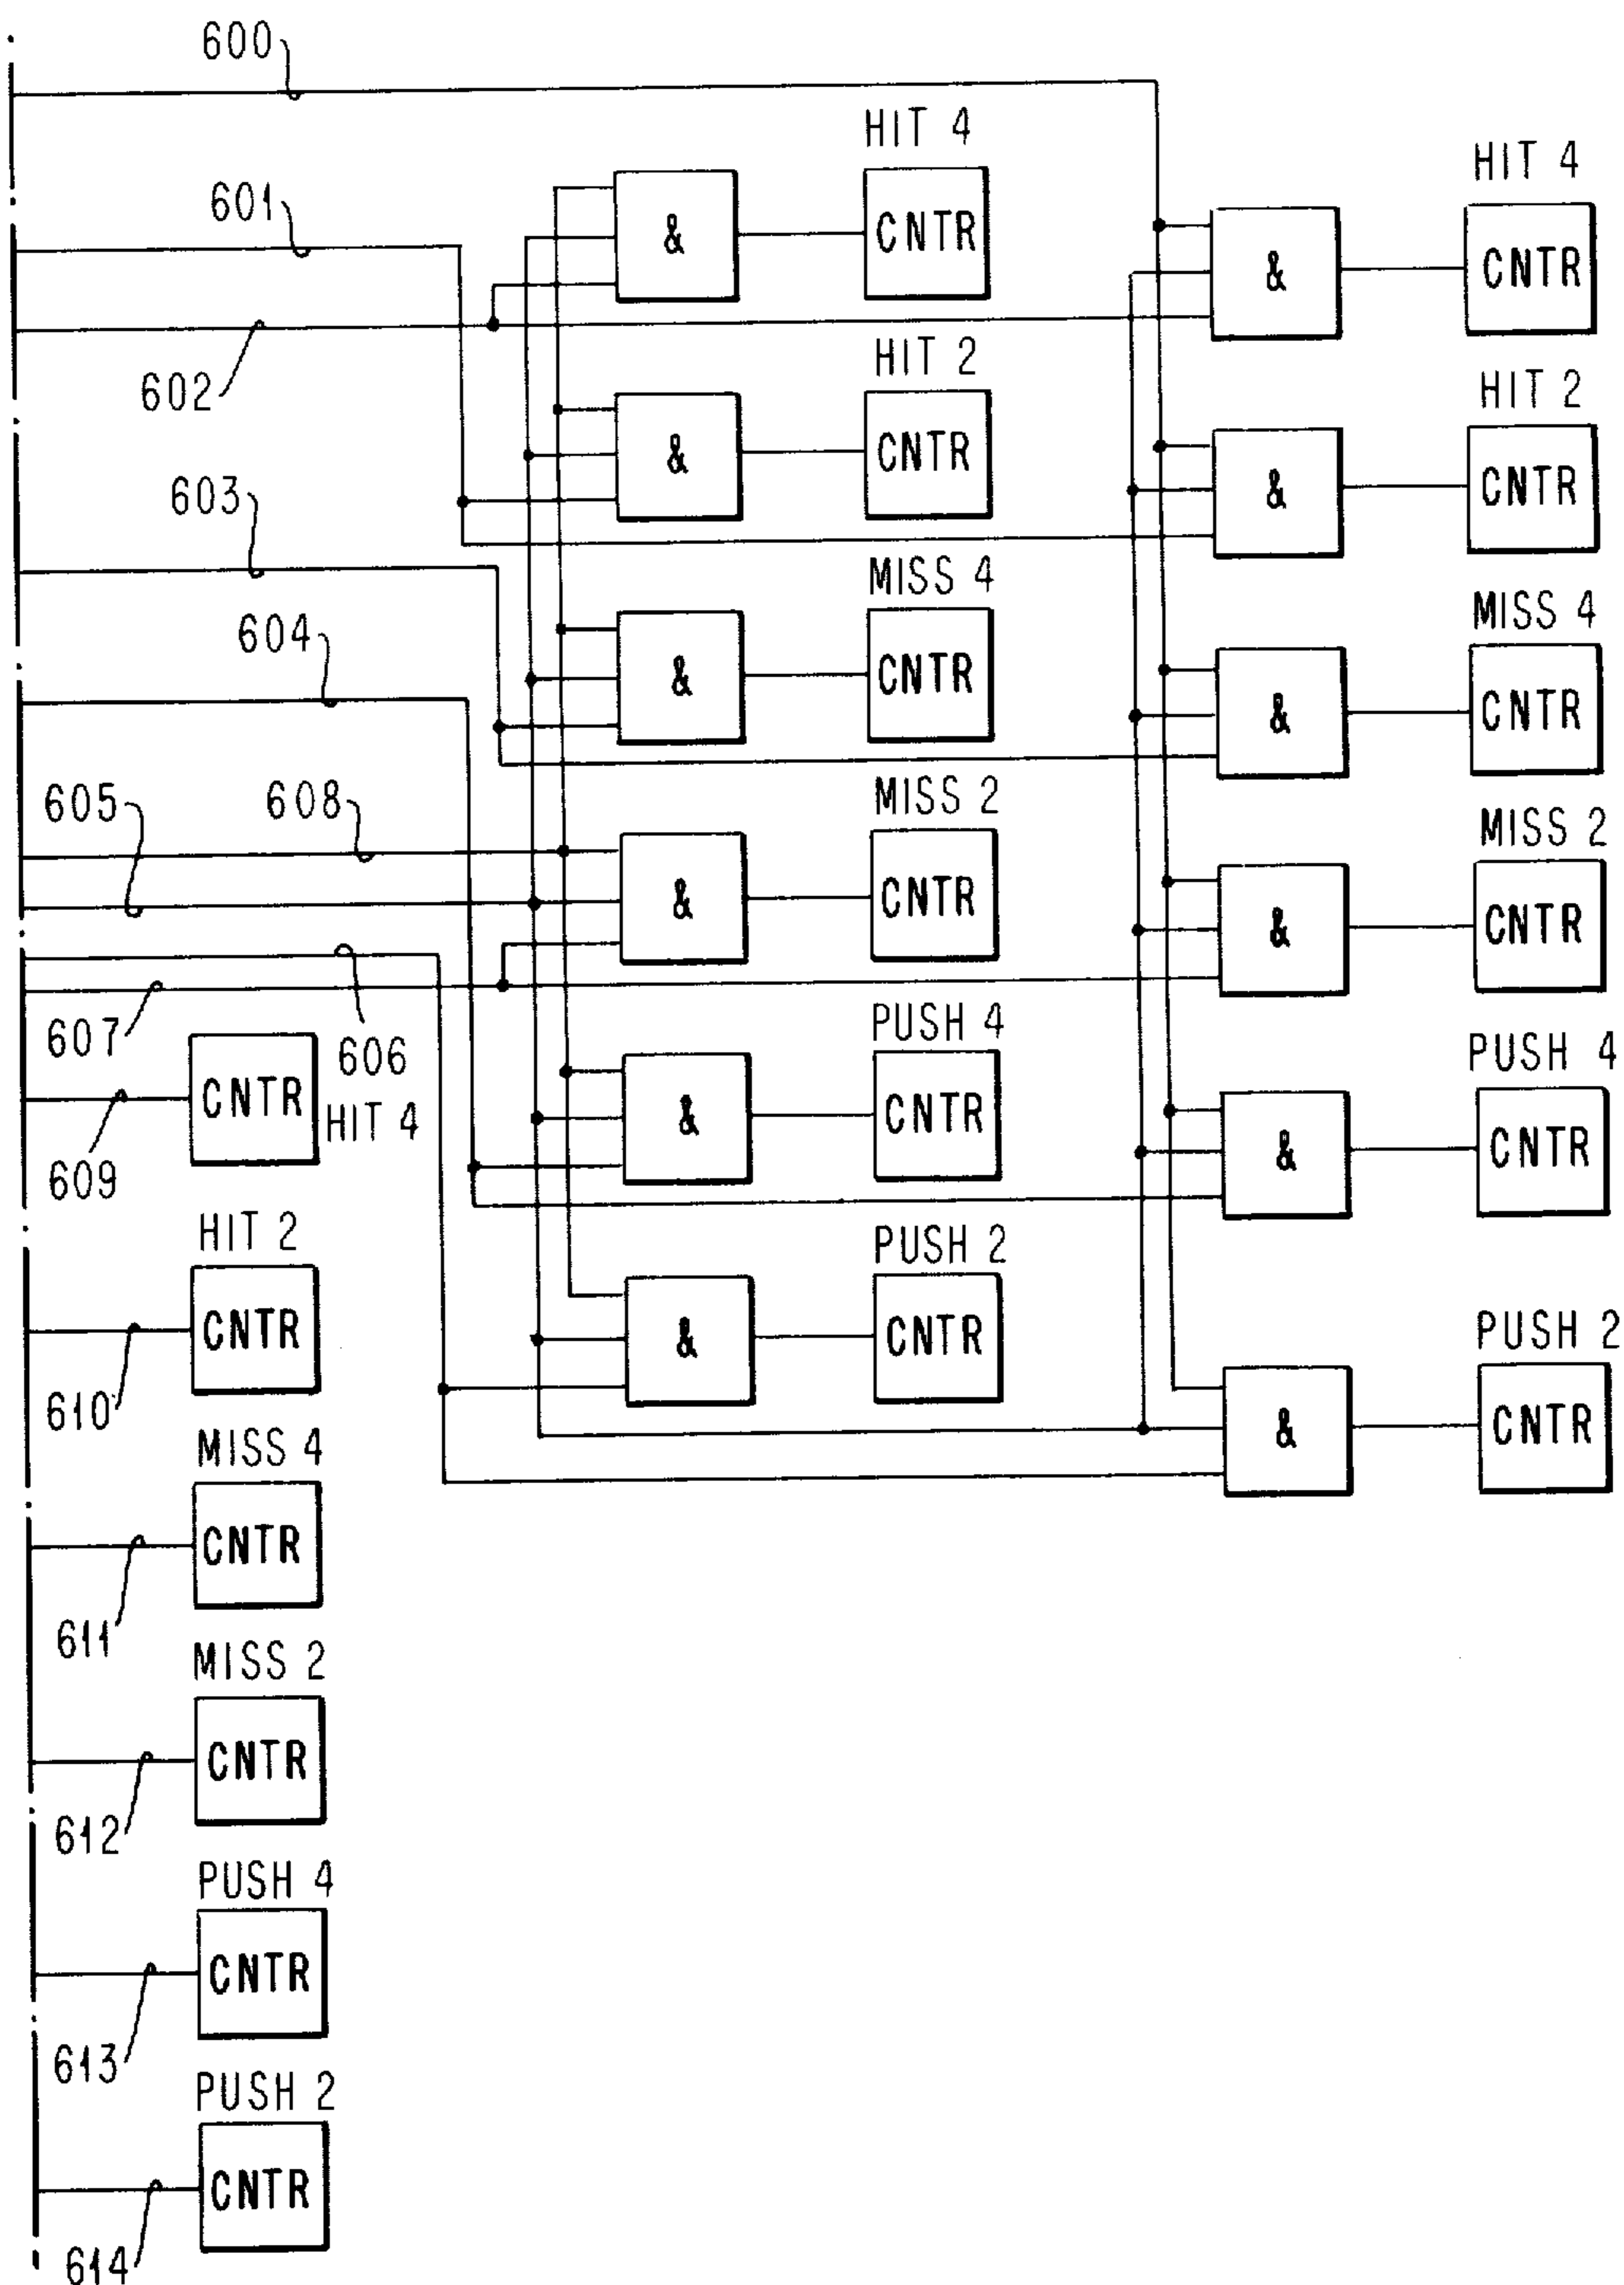 600
HIT 4
CNTR
&
HIT 4
CNTR
&
601
602
HIT 2
CNTR
&
HIT 2
CNTR
&
603
MISS 4
CNTR
&
MISS 4
CNTR
&
604
605
608
MISS 2
CNTR
&
MISS 2
CNTR
&
607
606
CNTR
HIT 4
609
PUSH 4
CNTR
&
PUSH 4
CNTR
&
HIT 2
CNTR
610
PUSH 2
CNTR
&
PUSH 2
CNTR
&
MISS 4
CNTR
611
MISS 2
CNTR
612
PUSH 4
CNTR
613
PUSH 2
CNTR
614